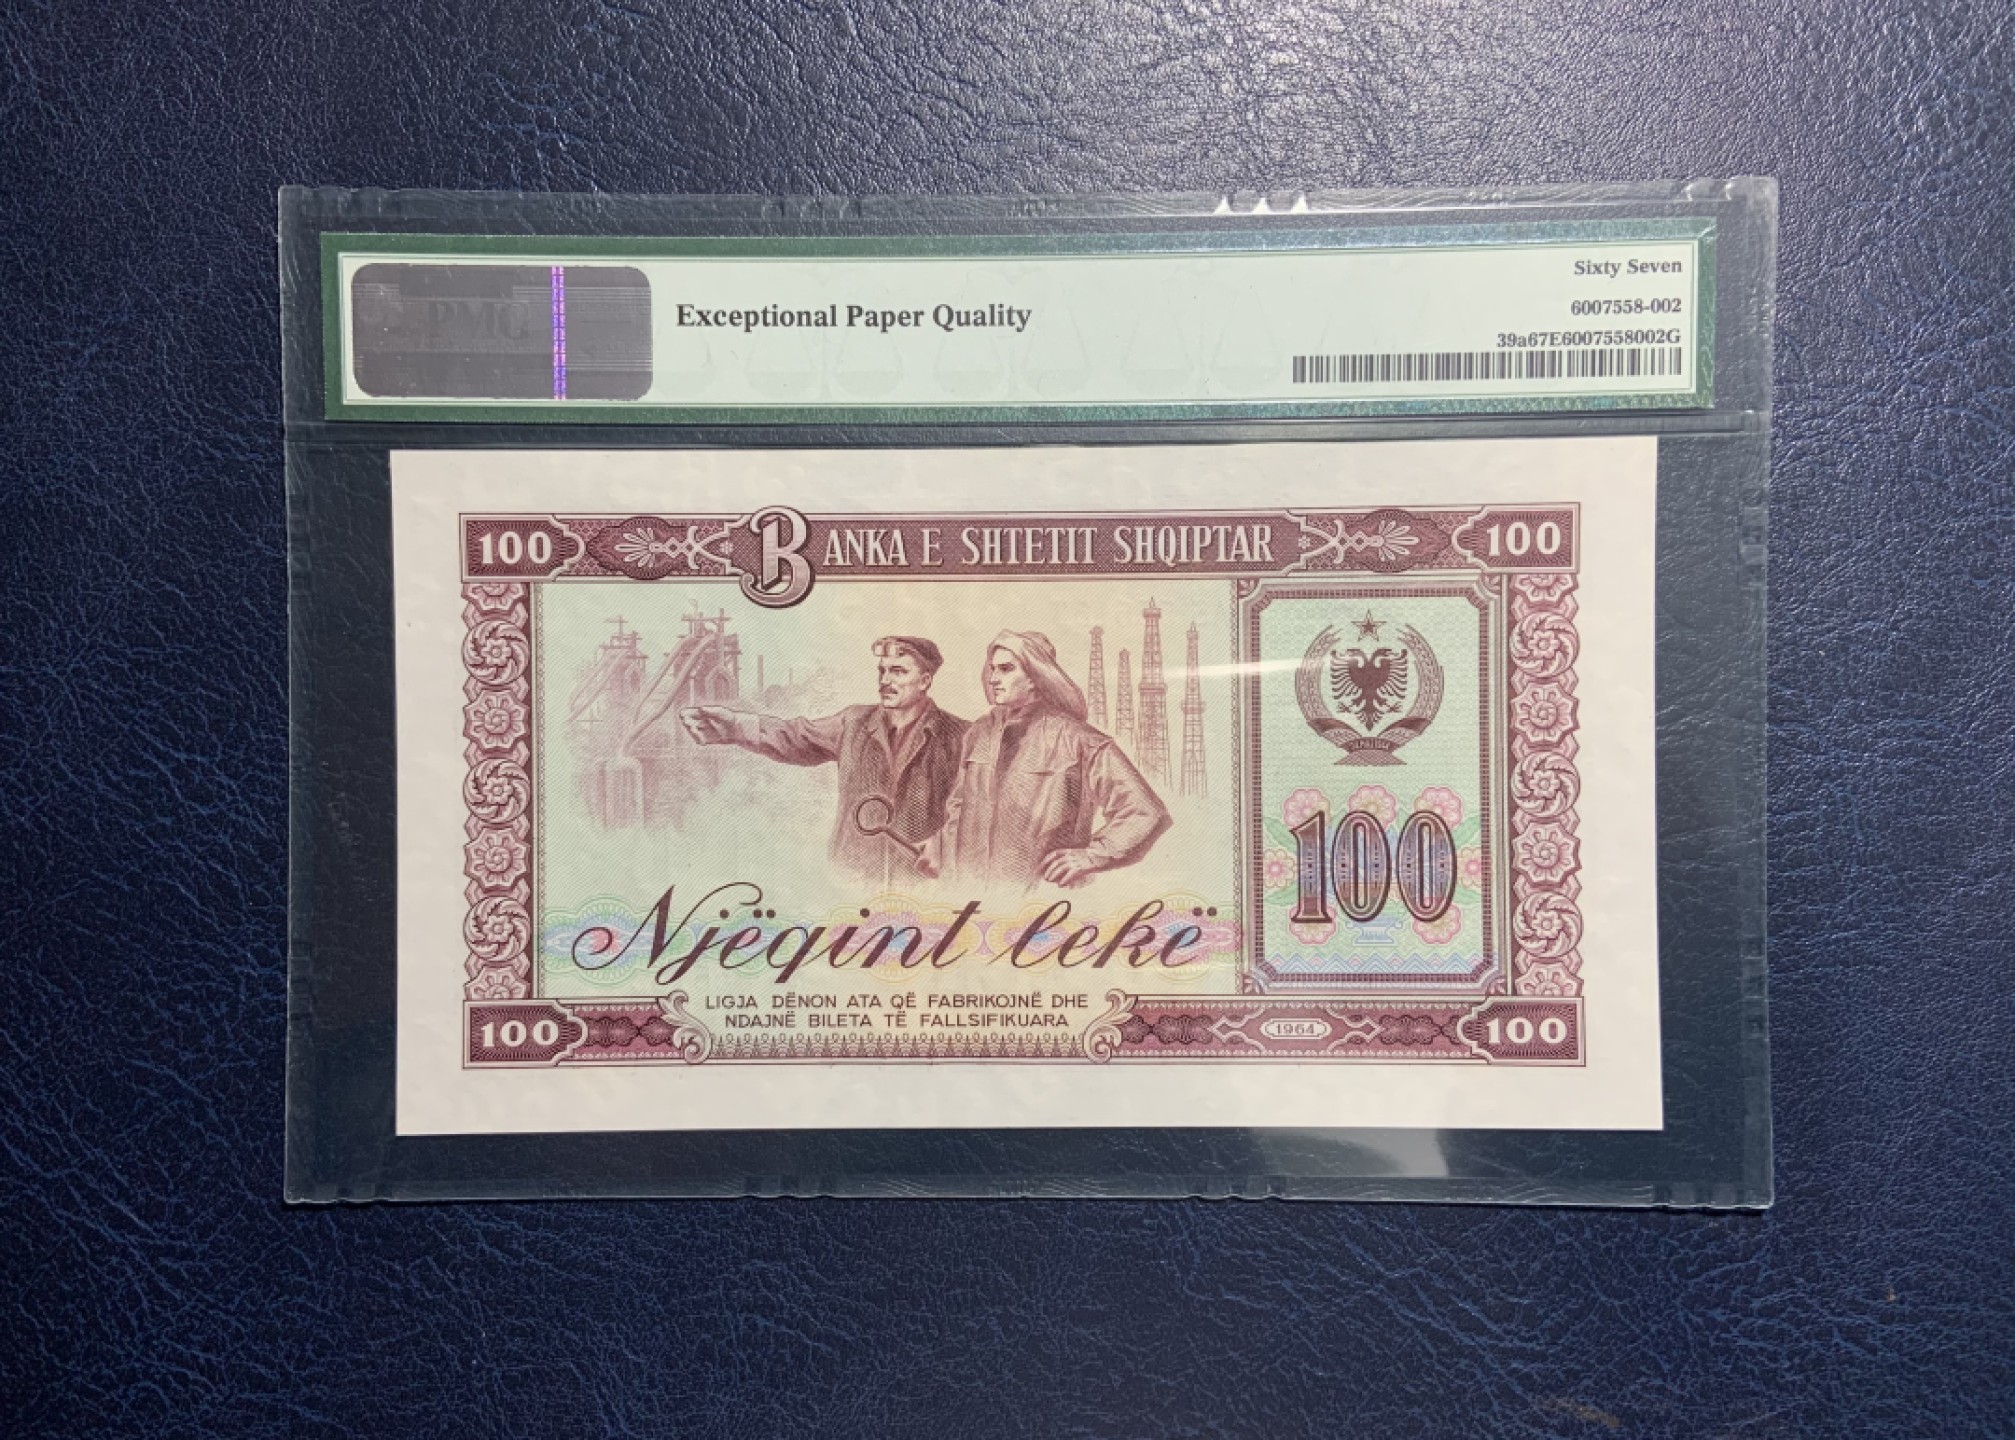 Sixty Seven
PMG
Exceptional Paper Quality
6007558-002
39a67E6007558002G
100
BANKA E SHTETIT SHQIPTAR
100
100
Njëqint lekë
LIGJA DËNON ATA QË FABRIKOJNË DHE
NDAJNË BILETA TË FALLSIFIKUARA
100
1964
100